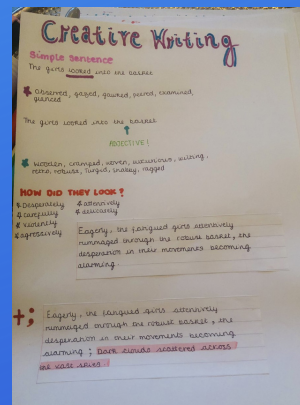 Creative Writing
Simple sentence
The girls looked into the basket
Observed, gazed, gawked, peered, examined,
glanced
The girls looked into the basket
ADJECTIVE!
wooden, cramped, woven, luxurious, wilting,
retro, robust, Turgid, shabby, ragged
HOW DID THEY LOOK?
Desperately
attentively
carefully
delicately
violently
agressively
Eagerly, the fangued girls attentively
rummaged through the robust basket, the
desperation in their movements becoming
alarming
+;
Eagerly, the fangued girls attentively
rummaged through the robust basket, the
desperation in their movements becoming
alarming; Dark clouds scattered across
the vast skies